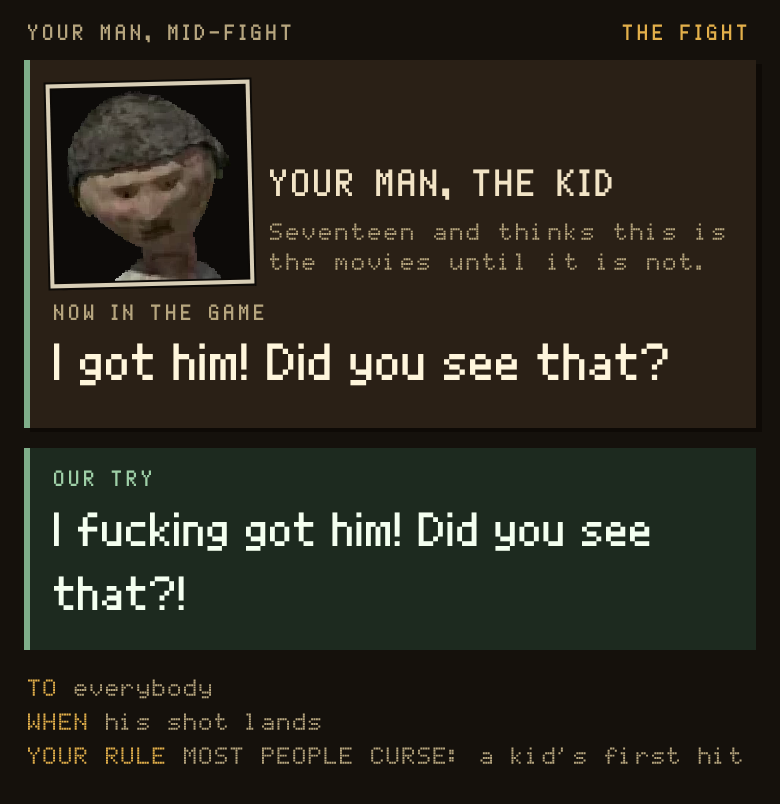 YOUR MAN, MID-FIGHT
THE FIGHT
YOUR MAN, THE KID
Seventeen and thinks this is
the movies until it is not.
NOW IN THE GAME
I got him! Did you see that?
OUR TRY
I fucking got him! Did you see
that?!
TO everybody
WHEN his shot lands
YOUR RULE MOST PEOPLE CURSE: a kid's first hit